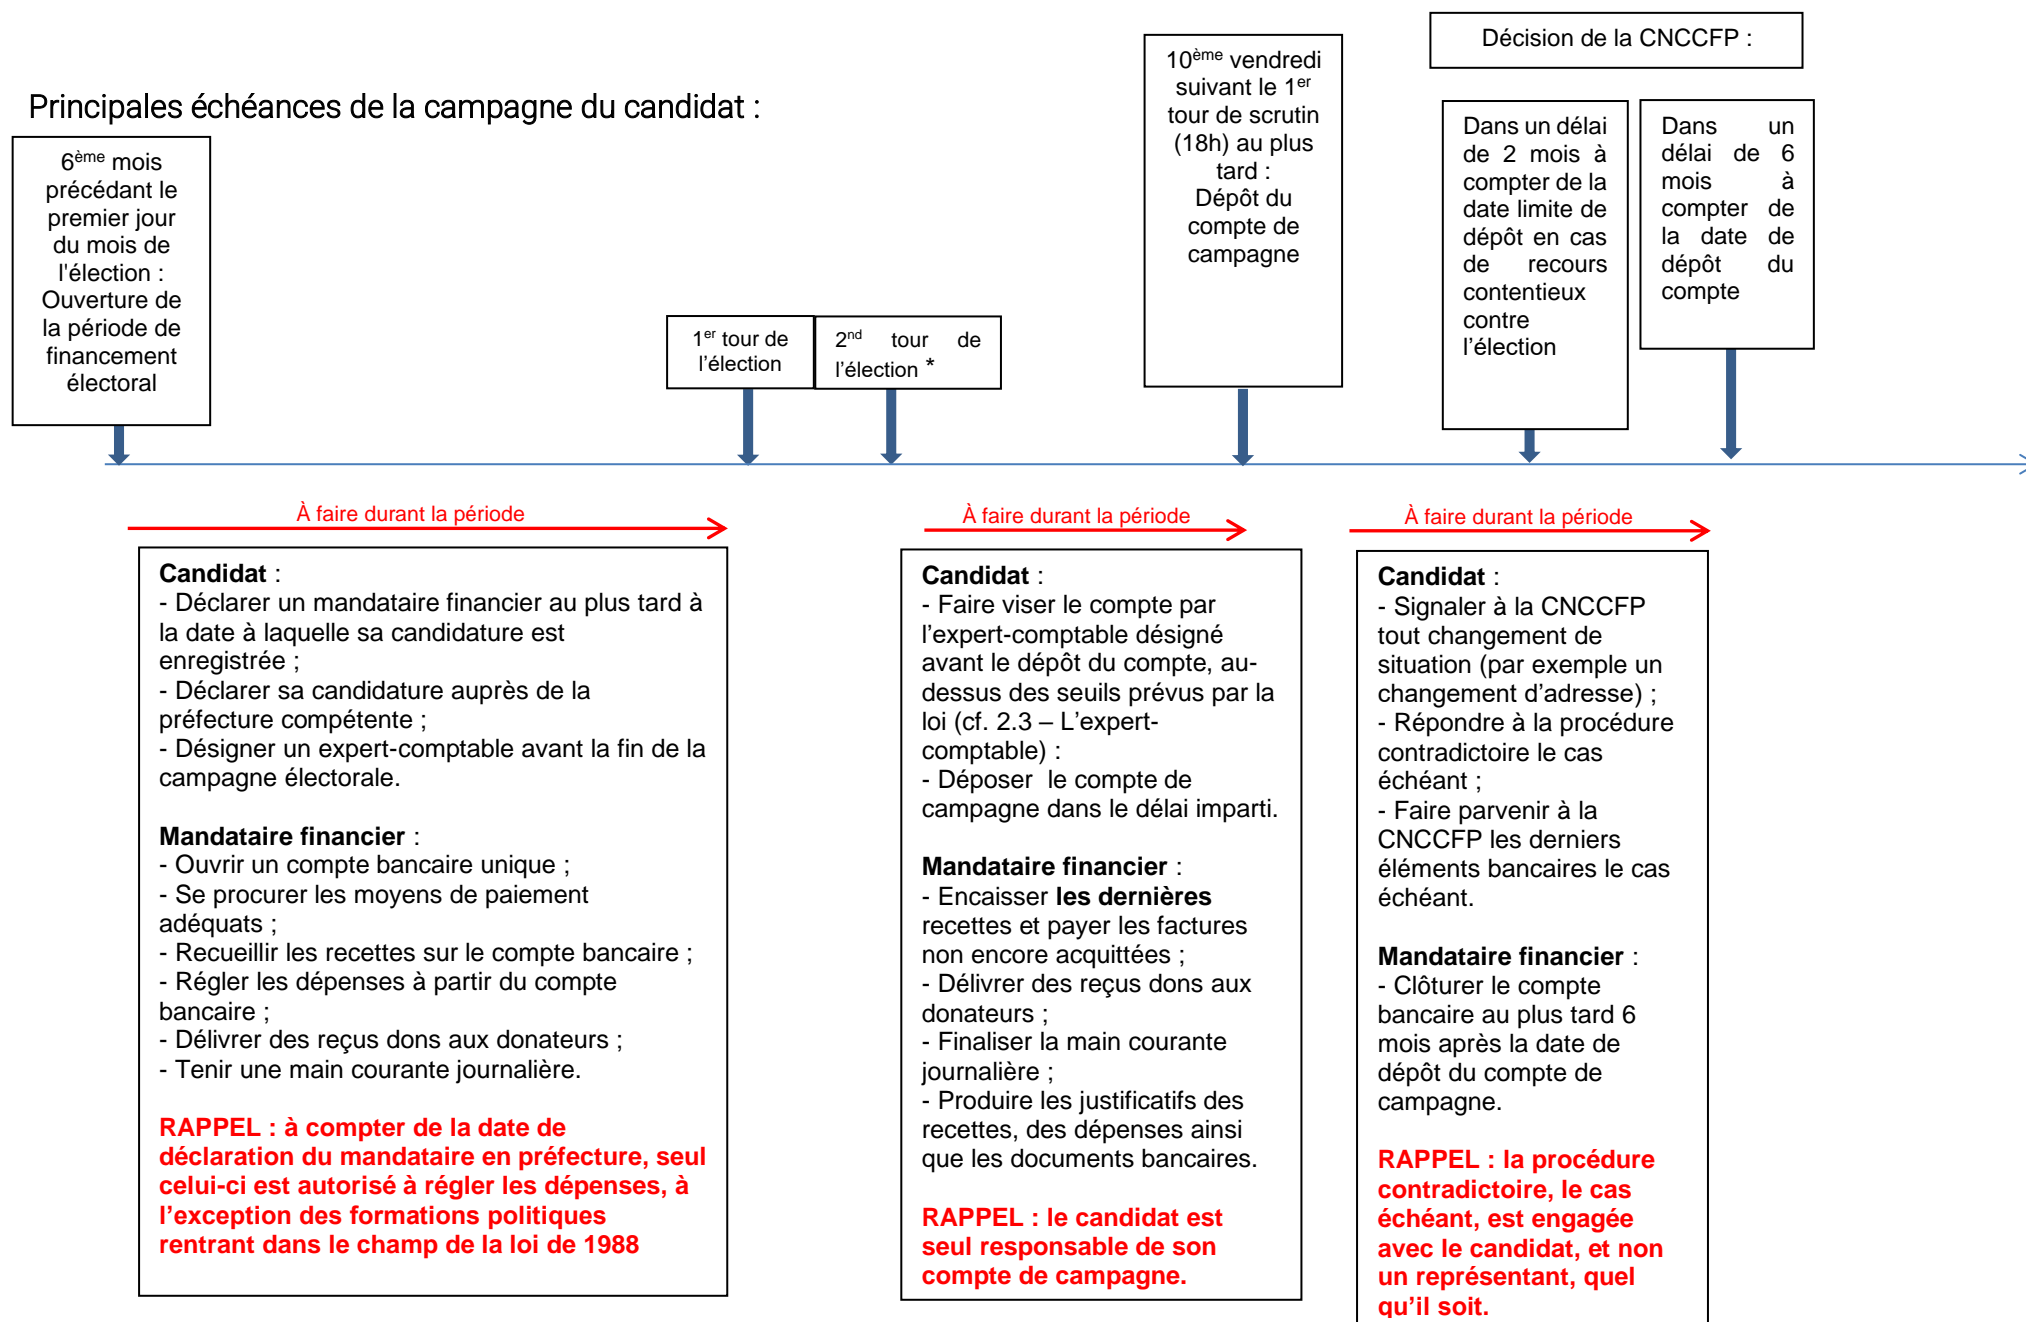 Principales échéances de la campagne du candidat :
6ème mois
précédant le
premier jour
du mois de
l'élection :
Ouverture de
la période de
financement
électoral
1er tour de
l’élection
2nd tour de
l’élection *
10ème vendredi
suivant le 1er
tour de scrutin
(18h) au plus
tard :
Dépôt du
compte de
campagne
Décision de la CNCCFP :
Dans un délai
de 2 mois à
compter de la
date limite de
dépôt en cas
de recours
contentieux
contre
l’élection
Dans un
délai de 6
mois à
compter de
la date de
dépôt du
compte
À faire durant la période
Candidat :
- Déclarer un mandataire financier au plus tard à
la date à laquelle sa candidature est
enregistrée ;
- Déclarer sa candidature auprès de la
préfecture compétente ;
- Désigner un expert-comptable avant la fin de la
campagne électorale.
Mandataire financier :
- Ouvrir un compte bancaire unique ;
- Se procurer les moyens de paiement
adéquats ;
- Recueillir les recettes sur le compte bancaire ;
- Régler les dépenses à partir du compte
bancaire ;
- Délivrer des reçus dons aux donateurs ;
- Tenir une main courante journalière.
RAPPEL : à compter de la date de
déclaration du mandataire en préfecture, seul
celui-ci est autorisé à régler les dépenses, à
l’exception des formations politiques
rentrant dans le champ de la loi de 1988
À faire durant la période
Candidat :
- Faire viser le compte par
l’expert-comptable désigné
avant le dépôt du compte, au-
dessus des seuils prévus par la
loi (cf. 2.3 – L’expert-
comptable) :
- Déposer le compte de
campagne dans le délai imparti.
Mandataire financier :
- Encaisser les dernières
recettes et payer les factures
non encore acquittées ;
- Délivrer des reçus dons aux
donateurs ;
- Finaliser la main courante
journalière ;
- Produire les justificatifs des
recettes, des dépenses ainsi
que les documents bancaires.
RAPPEL : le candidat est
seul responsable de son
compte de campagne.
À faire durant la période
Candidat :
- Signaler à la CNCCFP
tout changement de
situation (par exemple un
changement d’adresse) ;
- Répondre à la procédure
contradictoire le cas
échéant ;
- Faire parvenir à la
CNCCFP les derniers
éléments bancaires le cas
échéant.
Mandataire financier :
- Clôturer le compte
bancaire au plus tard 6
mois après la date de
dépôt du compte de
campagne.
RAPPEL : la procédure
contradictoire, le cas
échéant, est engagée
avec le candidat, et non
un représentant, quel
qu’il soit.